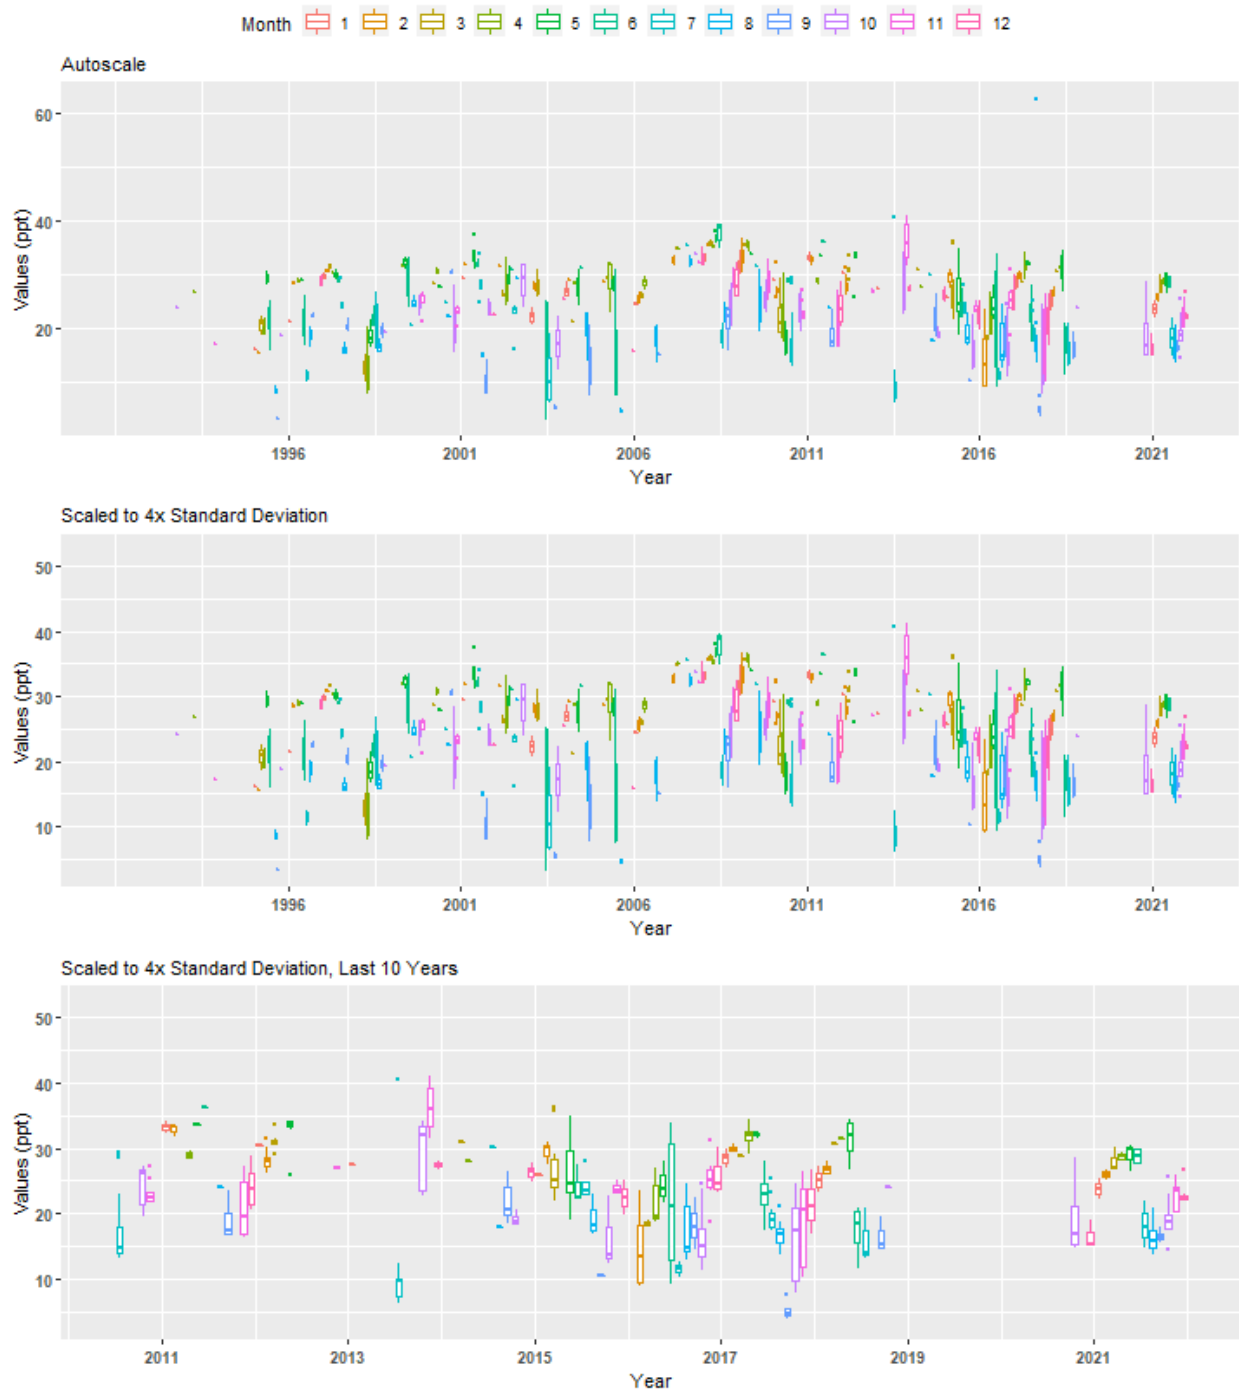 Month 1 2 3 4 5 6 7 8 9 10 11 12
Autoscale
Values (ppt)
60
40
20
1996 2001 2006 2011 2016 2021
Year
Scaled to 4x Standard Deviation
Values (ppt)
50
40
30
20
10
1996 2001 2006 2011 2016 2021
Year
Scaled to 4x Standard Deviation, Last 10 Years
Values (ppt)
50
40
30
20
10
2011 2013 2015 2017 2019 2021
Year